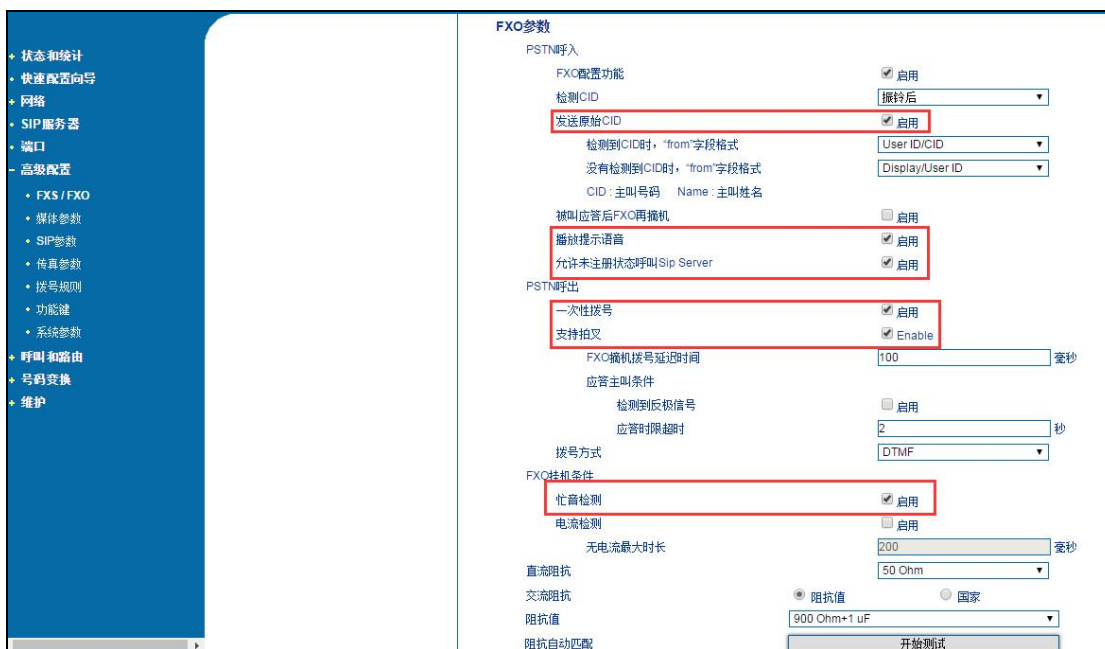 状态和统计
快速配置向导
网络
SIP服务器
端口
高级配置
FXS / FXO
媒体参数
SIP参数
传真参数
拨号规则
功能键
系统参数
呼叫和路由
号码变换
维护
FXO参数
PSTN呼入
FXO配置功能 启用
检测CID 振铃后
发送原始CID 启用
检测到CID时，“from”字段格式 User ID/CID
没有检测到CID时，“from”字段格式 Display/User ID
CID : 主叫号码 Name : 主叫姓名
被叫应答后FXO再摘机 启用
播放提示语音 启用
允许未注册状态呼叫Sip Server 启用
PSTN呼出
一次性拨号 启用
支持拍叉 Enable
FXO摘机拨号延迟时间 100 毫秒
应答主叫条件
检测到反极信号 启用
应答时限超时 2 秒
拨号方式 DTMF
FXO挂机条件
忙音检测 启用
电流检测 启用
无电流最大时长 200 毫秒
直流阻抗 50 Ohm
交流阻抗 阻抗值 国家
阻抗值 900 Ohm+1 uF
阻抗自动匹配 开始测试